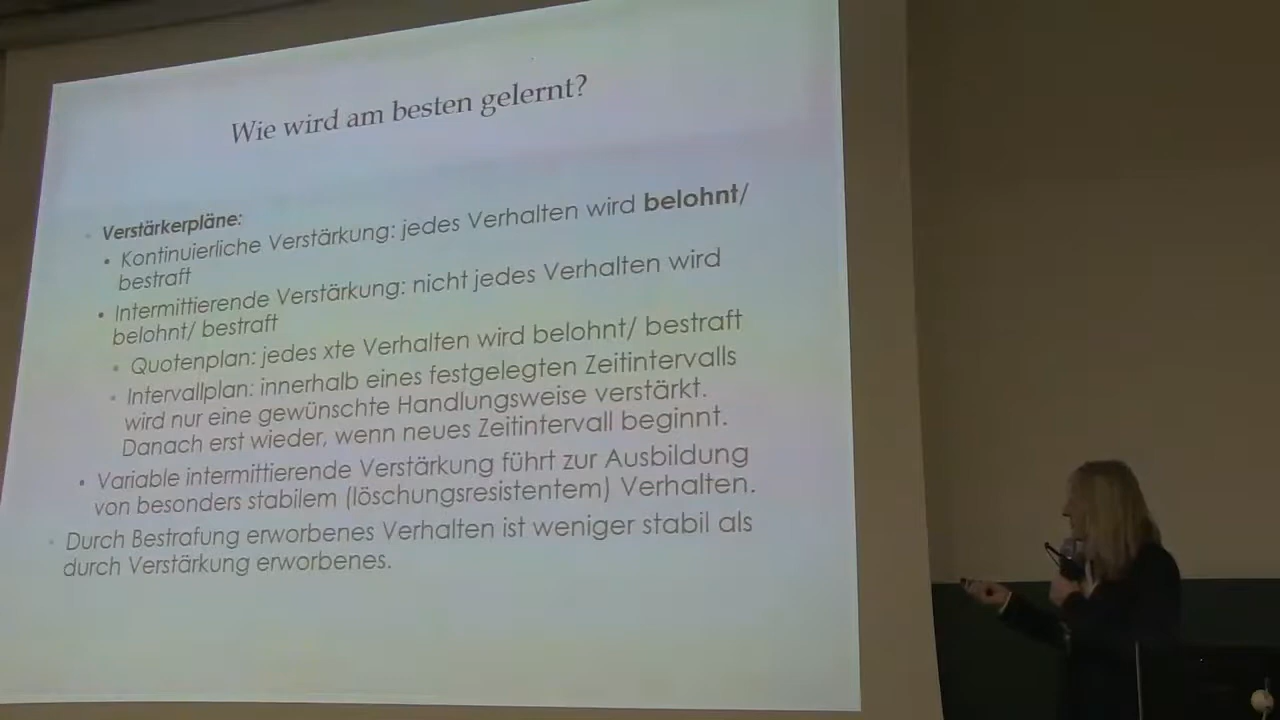 Wie wird am besten gelernt?
Verstärkerpläne:
• Kontinuierliche Verstärkung: jedes Verhalten wird belohnt/
bestraft
• Intermittierende Verstärkung: nicht jedes Verhalten wird
belohnt/ bestraft
• Quotenplan: jedes xte Verhalten wird belohnt/ bestraft
• Intervallplan: innerhalb eines festgelegten Zeitintervalls
wird nur eine gewünschte Handlungsweise verstärkt.
Danach erst wieder, wenn neues Zeitintervall beginnt.
• Variable intermittierende Verstärkung führt zur Ausbildung
von besonders stabilem (löschungsresistentem) Verhalten.
• Durch Bestrafung erworbenes Verhalten ist weniger stabil als
durch Verstärkung erworbenes.